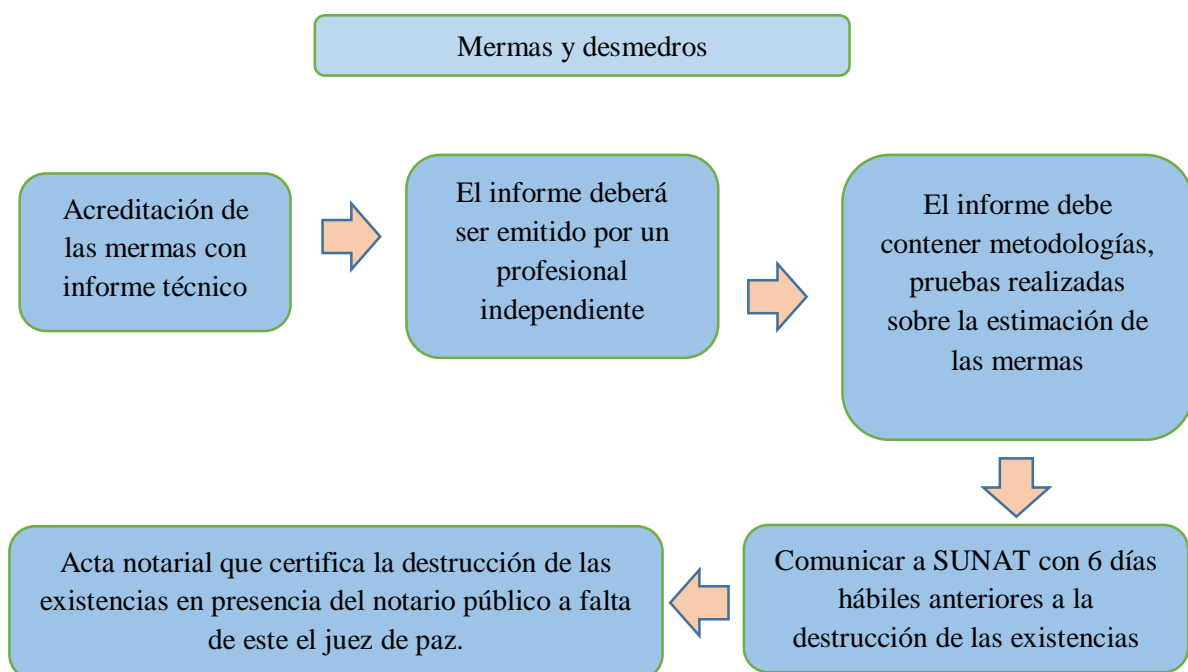 Mermas y desmedros
Acreditación de
las mermas con
informe técnico
El informe deberá
ser emitido por un
profesional
independiente
El informe debe
contener metodologías,
pruebas realizadas
sobre la estimación de
las mermas
Comunicar a SUNAT con 6 días
hábiles anteriores a la
destrucción de las existencias
Acta notarial que certifica la destrucción de las
existencias en presencia del notario público a falta
de este el juez de paz.